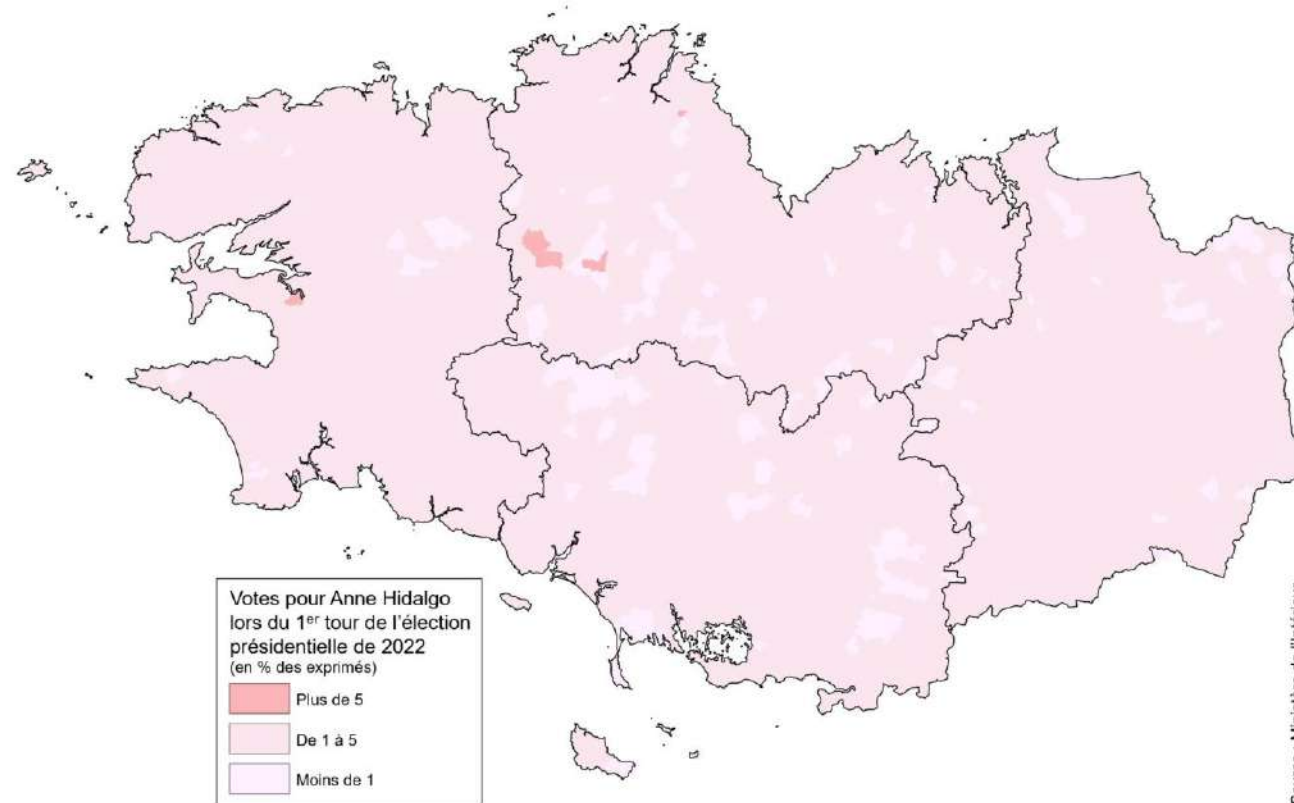 Votes pour Anne Hidalgo
lors du 1er tour de l'élection
présidentielle de 2022
(en % des exprimés)
Plus de 5
De 1 à 5
Moins de 1